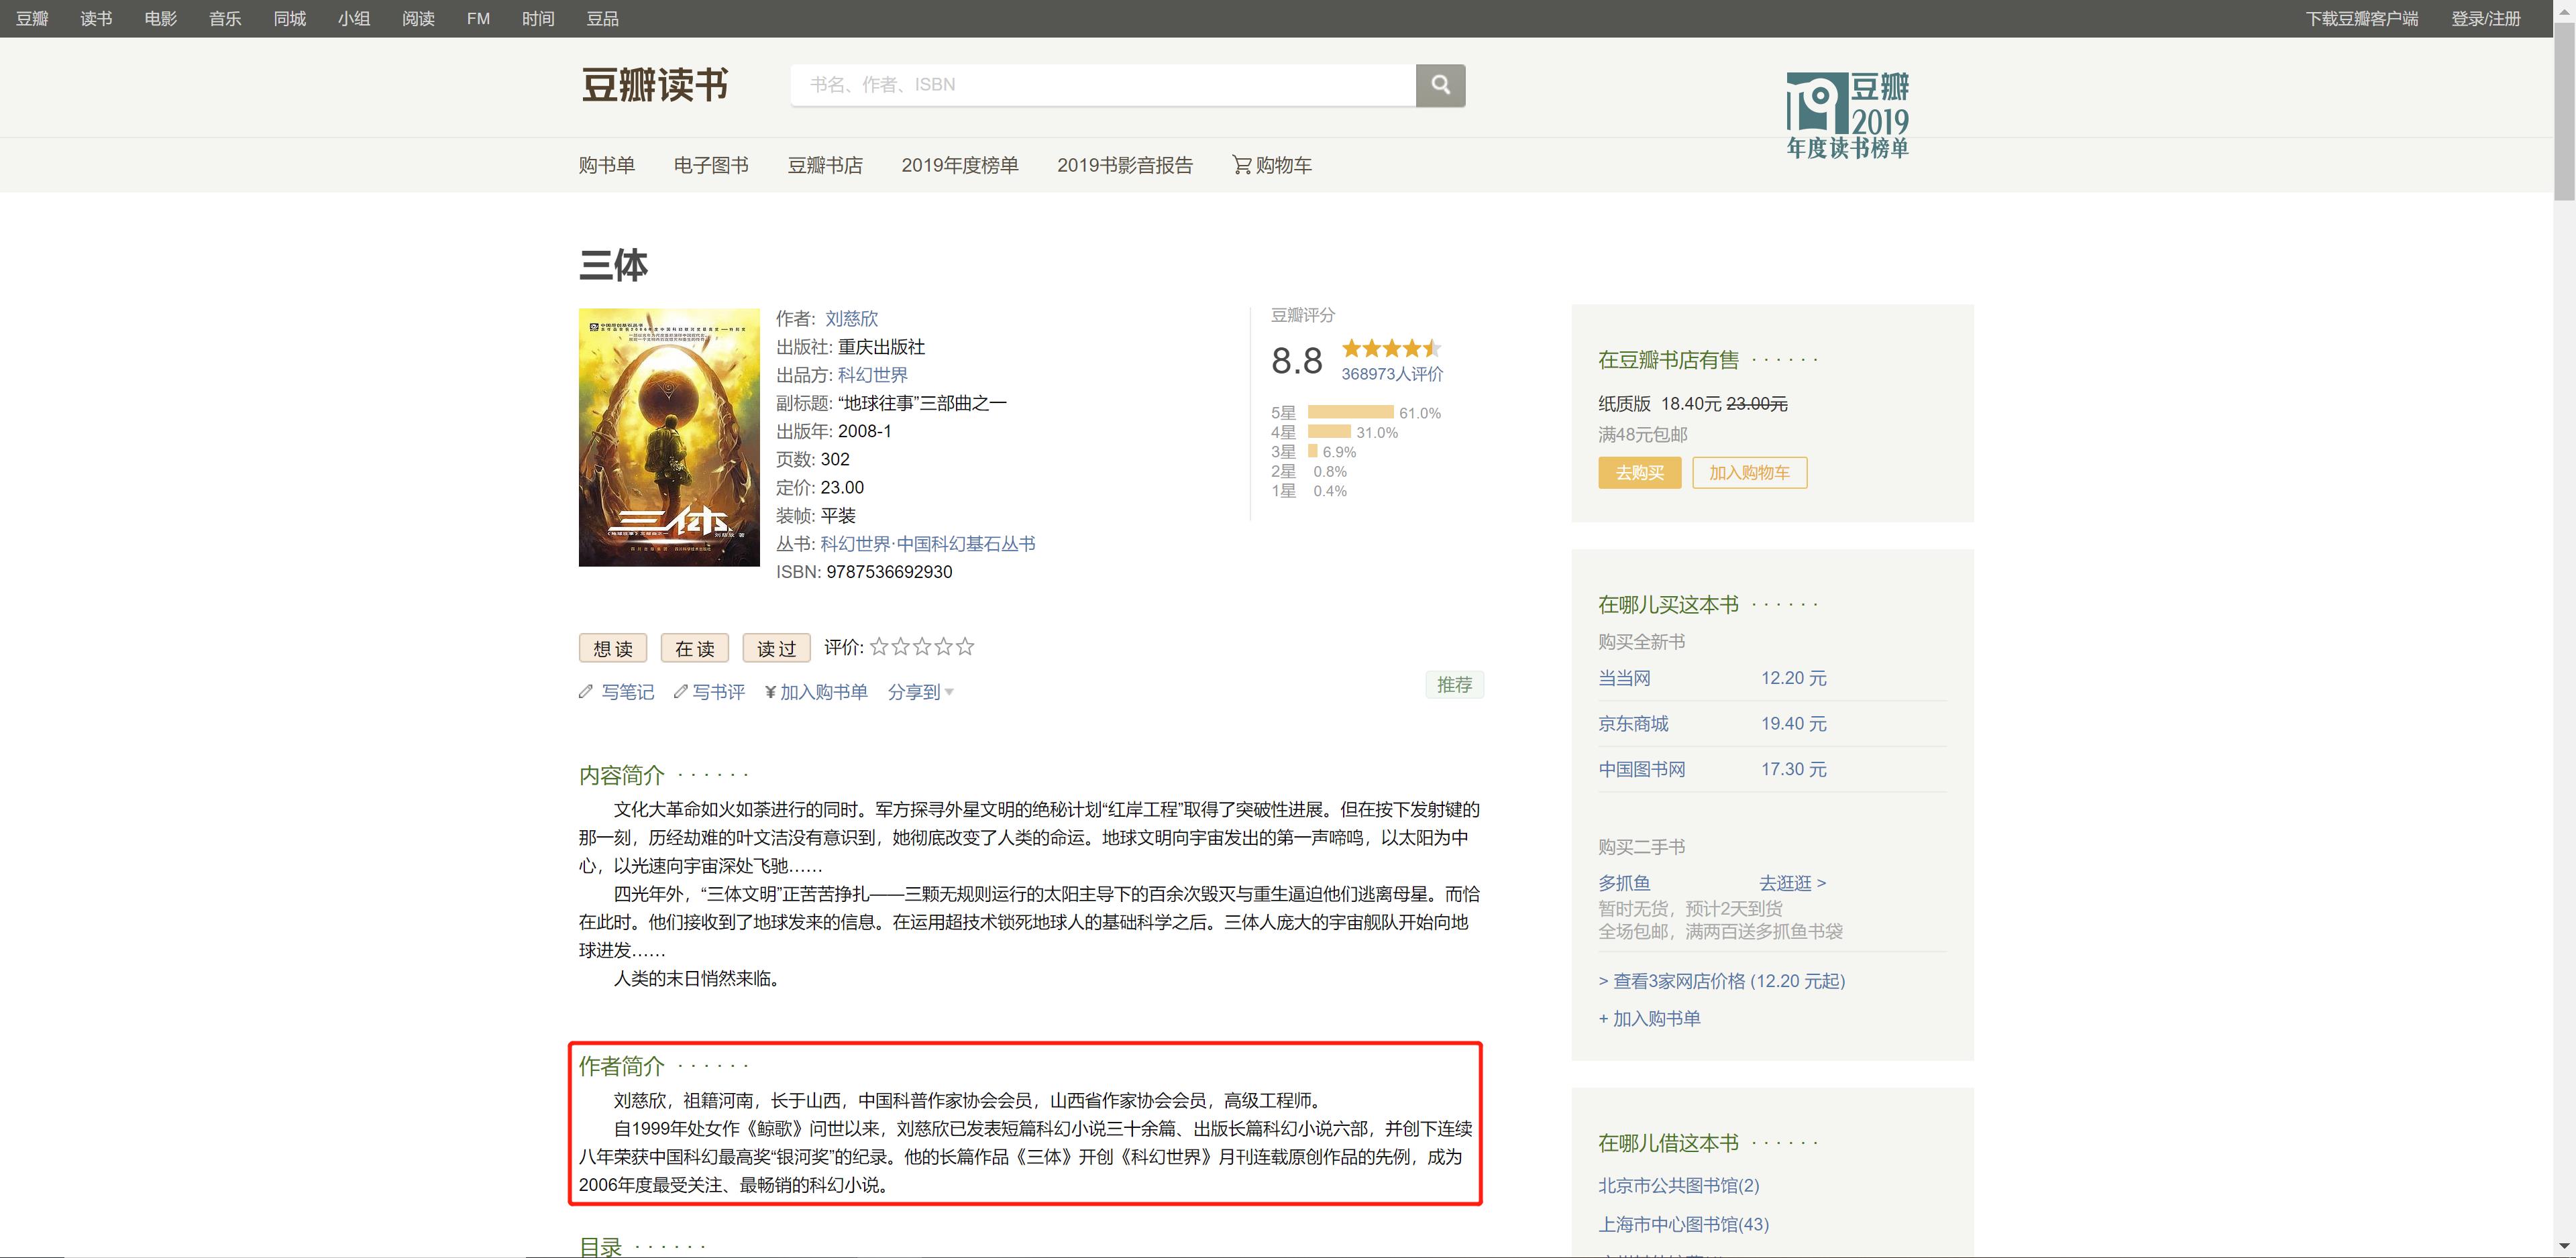 豆瓣 读书 电影 音乐 同城 小组 阅读 FM 时间 豆品 下载豆瓣客户端 登录/注册
豆瓣读书
书名、作者、ISBN
豆瓣
2019
年度读书榜单
购书单 电子图书 豆瓣书店 2019年度榜单 2019书影音报告 购物车
三体
三体
作者: 刘慈欣
出版社: 重庆出版社
出品方: 科幻世界
副标题: “地球往事”三部曲之一
出版年: 2008-1
页数: 302
定价: 23.00
装帧: 平装
丛书: 科幻世界·中国科幻基石丛书
ISBN: 9787536692930
豆瓣评分
8.8
368973人评价
5星 61.0%
4星 31.0%
3星 6.9%
2星 0.8%
1星 0.4%
想读 在读 读过 评价:
写笔记 写书评 ¥加入购书单 分享到
推荐
内容简介 · · · · · ·
文化大革命如火如荼进行的同时。军方探寻外星文明的绝秘计划“红岸工程”取得了突破性进展。但在按下发射键的
那一刻，历经劫难的叶文洁没有意识到，她彻底改变了人类的命运。地球文明向宇宙发出的第一声啼鸣，以太阳为中
心，以光速向宇宙深处飞驰……
四光年外，“三体文明”正苦苦挣扎——三颗无规则运行的太阳主导下的百余次毁灭与重生逼迫他们逃离母星。而恰
在此时。他们接收到了地球发来的信息。在运用超技术锁死地球人的基础科学之后。三体人庞大的宇宙舰队开始向地
球进发……
人类的末日悄然来临。
作者简介 · · · · · ·
刘慈欣，祖籍河南，长于山西，中国科普作家协会会员，山西省作家协会会员，高级工程师。
自1999年处女作《鲸歌》问世以来，刘慈欣已发表短篇科幻小说三十余篇、出版长篇科幻小说六部，并创下连续
八年荣获中国科幻最高奖“银河奖”的纪录。他的长篇作品《三体》开创《科幻世界》月刊连载原创作品的先例，成为
2006年度最受关注、最畅销的科幻小说。
目录 · · · · · ·
在豆瓣书店有售 · · · · · ·
纸质版 18.40元 23.00元
满48元包邮
去购买 加入购物车
在哪儿买这本书 · · · · · ·
购买全新书
当当网 12.20 元
京东商城 19.40 元
中国图书网 17.30 元
购买二手书
多抓鱼 去逛逛 >
暂时无货，预计2天到货
全场包邮，满两百送多抓鱼书袋
> 查看3家网店价格 (12.20 元起)
+ 加入购书单
在哪儿借这本书 · · · · · ·
北京市公共图书馆(2)
上海市中心图书馆(43)